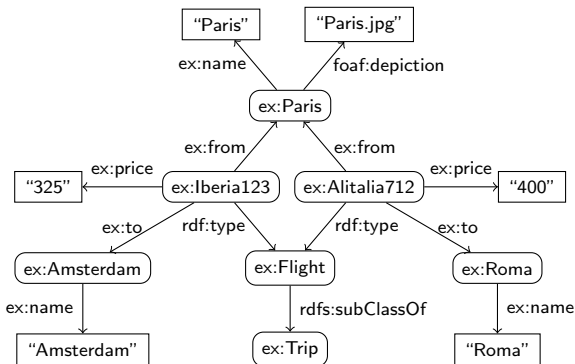 “Paris” “Paris.jpg”
ex:name foaf:depiction
ex:Paris
ex:from ex:from
ex:price ex:price
“325” ex:Iberia123 ex:Alitalia712 “400”
ex:to rdf:type rdf:type ex:to
ex:Amsterdam ex:Flight ex:Roma
ex:name rdfs:subClassOf ex:name
“Amsterdam” ex:Trip “Roma”